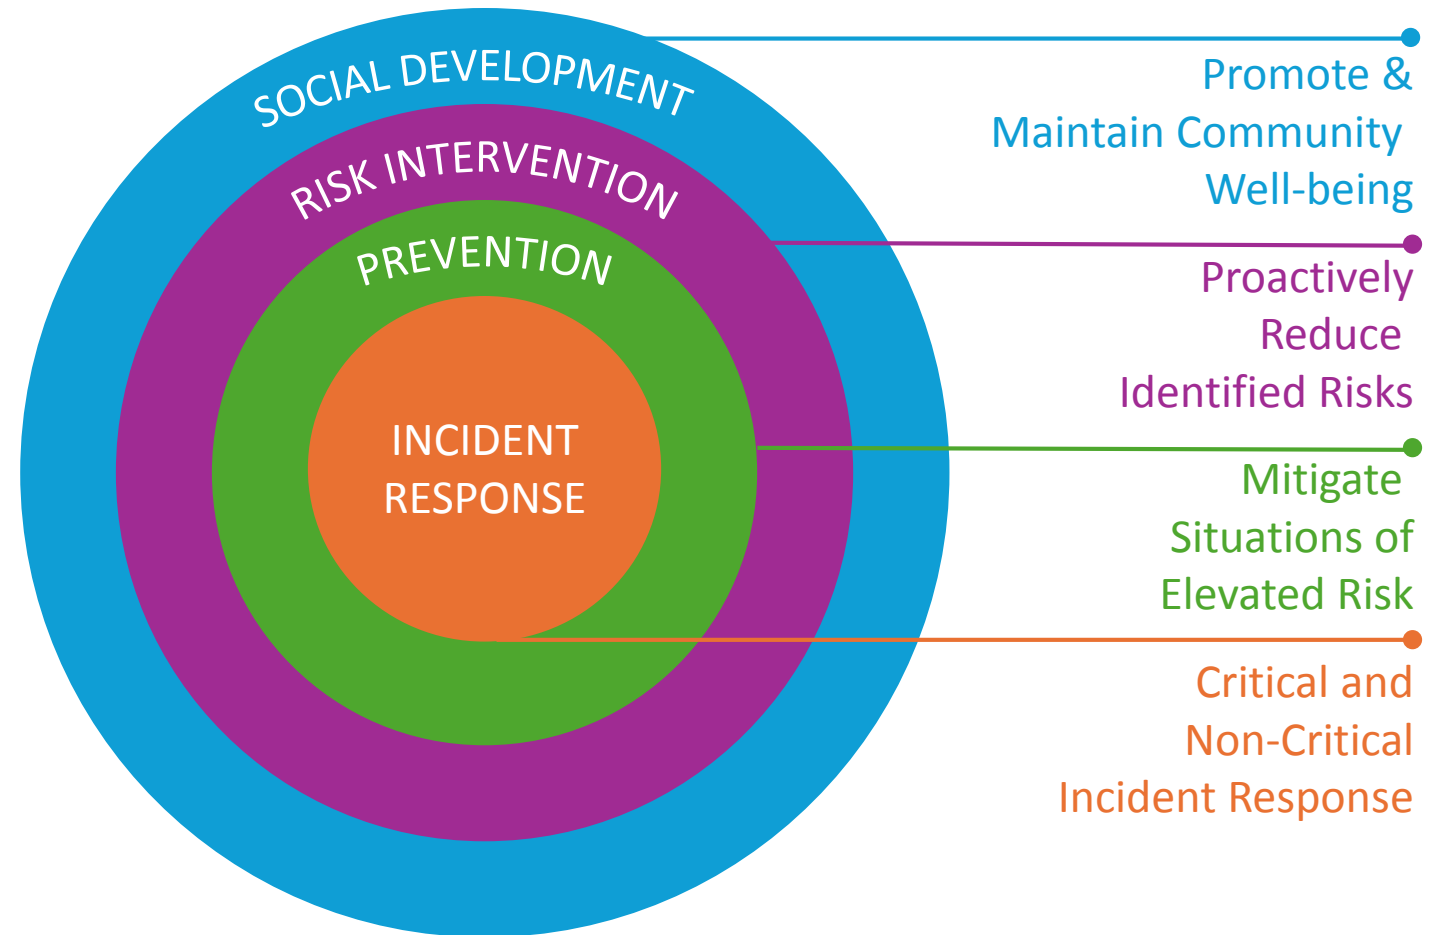 SOCIAL DEVELOPMENT
RISK INTERVENTION
PREVENTION
INCIDENT
RESPONSE
Promote &
Maintain Community
Well-being
Proactively
Reduce
Identified Risks
Mitigate
Situations of
Elevated Risk
Critical and
Non-Critical
Incident Response